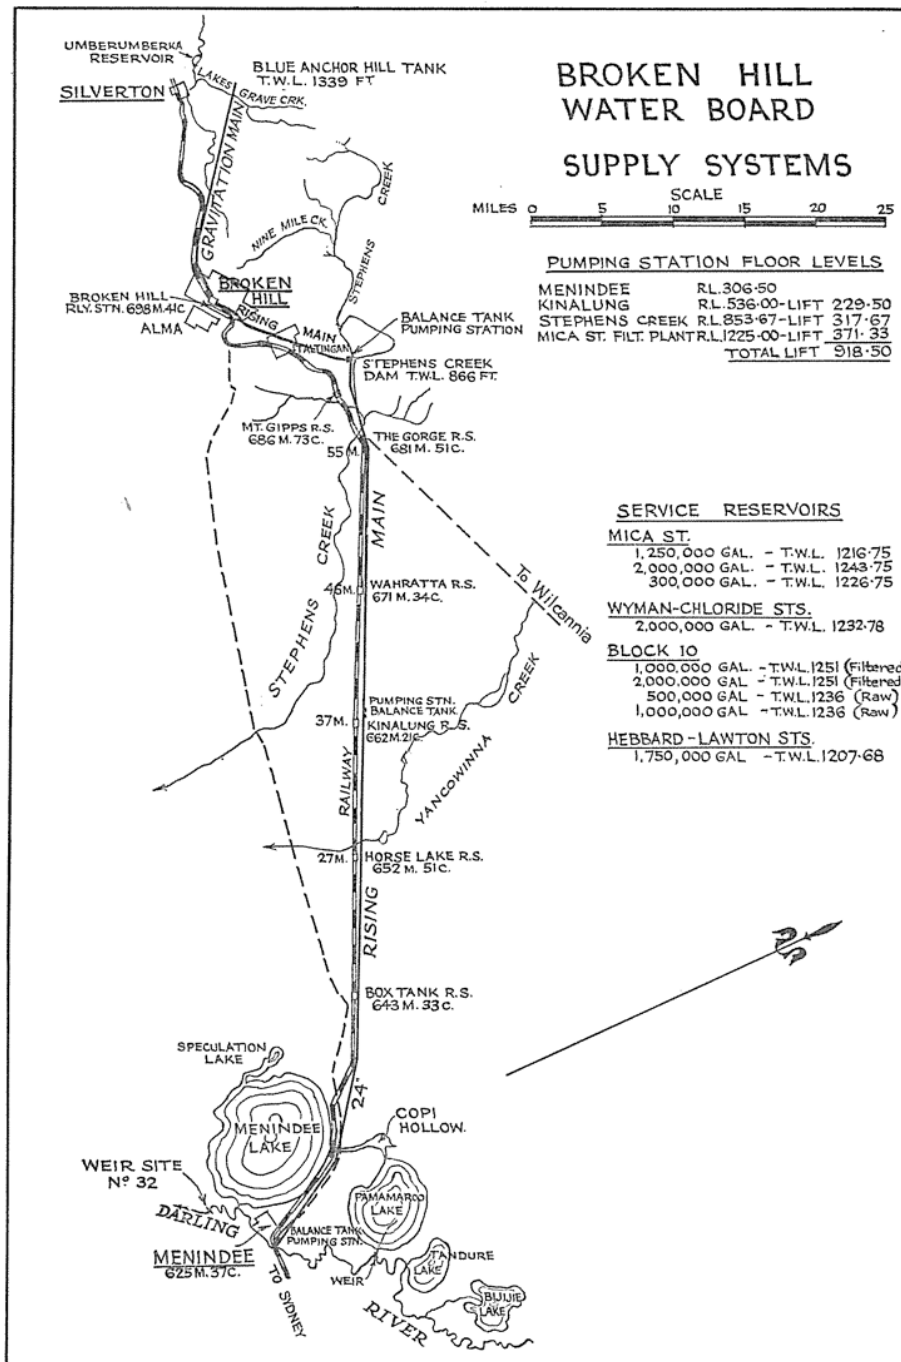 BROKEN HILL
WATER BOARD
SUPPLY SYSTEMS
SCALE
MILES 0 5 10 15 20 25
PUMPING STATION FLOOR LEVELS
MENINDEE R.L. 306·50
KINALUNG R.L. 536·00-LIFT 229·50
STEPHENS CREEK R.L. 853·67-LIFT 317·67
MICA ST. FILT. PLANT R.L. 1225·00-LIFT 371·33
TOTAL LIFT 918·50
SERVICE RESERVOIRS
MICA ST.
1,250,000 GAL. - T.W.L. 1216·75
2,000,000 GAL. - T.W.L. 1243·75
300,000 GAL. - T.W.L. 1226·75
WYMAN-CHLORIDE STS.
2,000,000 GAL. - T.W.L. 1232·78
BLOCK 10
1,000,000 GAL. - T.W.L. 1251 (Filtered
2,000,000 GAL. - T.W.L. 1251 (Filtered
500,000 GAL - T.W.L. 1236 (Raw)
1,000,000 GAL - T.W.L. 1236 (Raw)
HEBBARD-LAWTON STS.
1,750,000 GAL - T.W.L. 1207·68
UMBERUMBERKA
RESERVOIR
BLUE ANCHOR HILL TANK
T.W.L. 1339 FT
SILVERTON
LAKES GRAVE CRK.
GRAVITATION MAIN
NINE MILE CK.
STEPHENS CREEK
BROKEN
HILL
BROKEN HILL
RLY. STN. 698 M. 41C
ALMA
RISING MAIN
TALTINGAN
BALANCE TANK
PUMPING STATION
STEPHENS CREEK
DAM T.W.L. 866 FT.
MT. GIPPS R.S.
686 M. 73C.
THE GORGE R.S.
681 M. 51C.
55 M.
MAIN
STEPHENS CREEK
46 M.
WAHRATTA R.S.
671 M. 34C.
To Wilcannia
PUMPING STN.
BALANCE TANK
37M.
KINALUNG R.S.
662 M. 21C.
YANCOWINNA CREEK
RAILWAY
27M.
HORSE LAKE R.S.
652 M. 51C.
RISING
BOX TANK R.S.
643 M. 33C.
SPECULATION
LAKE
24"
MENINDEE
LAKE
COPI
HOLLOW.
WEIR SITE
Nº 32
PAMAMAROO
LAKE
DARLING
BALANCE TANK
PUMPING STN.
MENINDEE
625 M. 37C.
WEIR
TANDURE
LAKE
BIJIJIE
LAKE
TO SYDNEY
RIVER